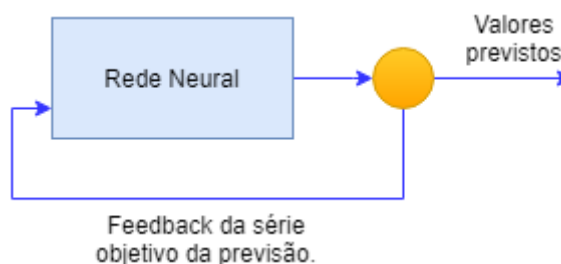 Valores
previstos
Rede Neural
Feedback da série
objetivo da previsão.